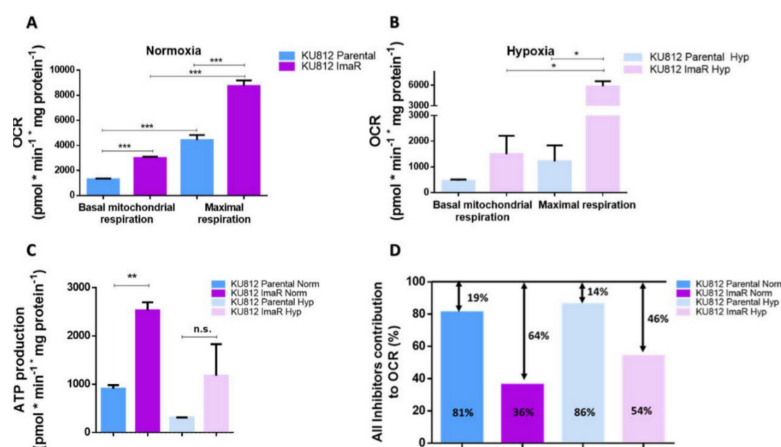 A
Normoxia
KU812 Parental
KU812 ImaR
***
***
***
***
10000
8000
6000
4000
2000
0
OCR
(pmol * min⁻¹ * mg protein⁻¹)
Basal mitochondrial
respiration
Maximal
respiration
B
Hypoxia
KU812 Parental Hyp
KU812 ImaR Hyp
*
*
6000
3000
3000
2000
1000
0
OCR
(pmol * min⁻¹ * mg protein⁻¹)
Basal mitochondrial
respiration
Maximal respiration
C
KU812 Parental Norm
KU812 ImaR Norm
KU812 Parental Hyp
KU812 ImaR Hyp
**
n.s.
3000
2000
1000
0
ATP production
(pmol * min⁻¹ * mg protein⁻¹)
D
KU812 Parental Norm
KU812 ImaR Norm
KU812 Parental Hyp
KU812 ImaR Hyp
100
80
60
40
20
0
All Inhibitors contribution
to OCR (%)
19%
64%
14%
46%
81%
36%
86%
54%